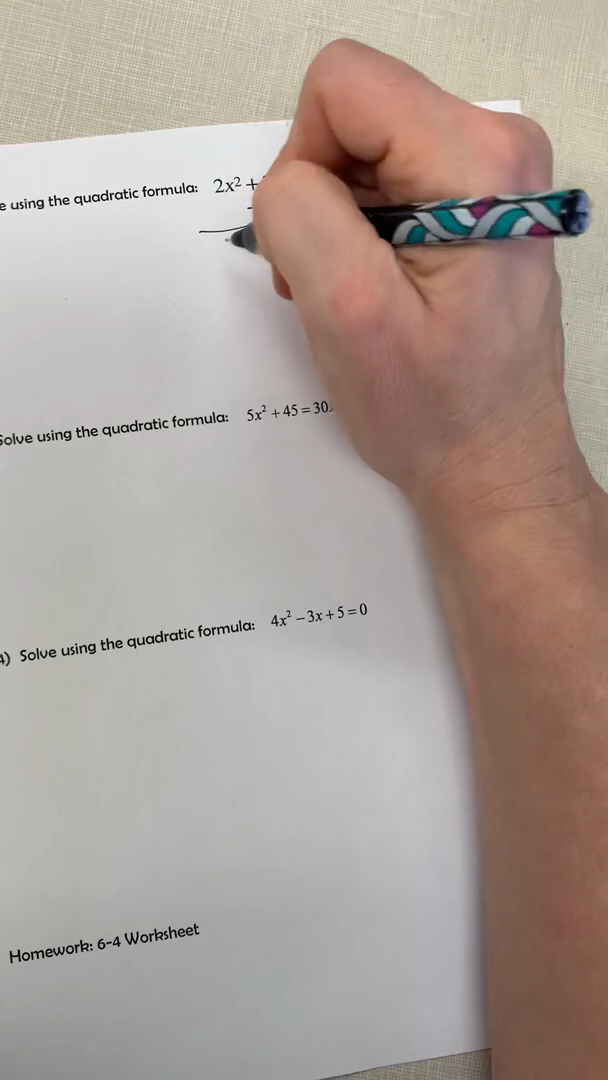 e using the quadratic formula: 2x² +
Solve using the quadratic formula: 5x² + 45 = 30
4) Solve using the quadratic formula: 4x² − 3x + 5 = 0
Homework: 6-4 Worksheet